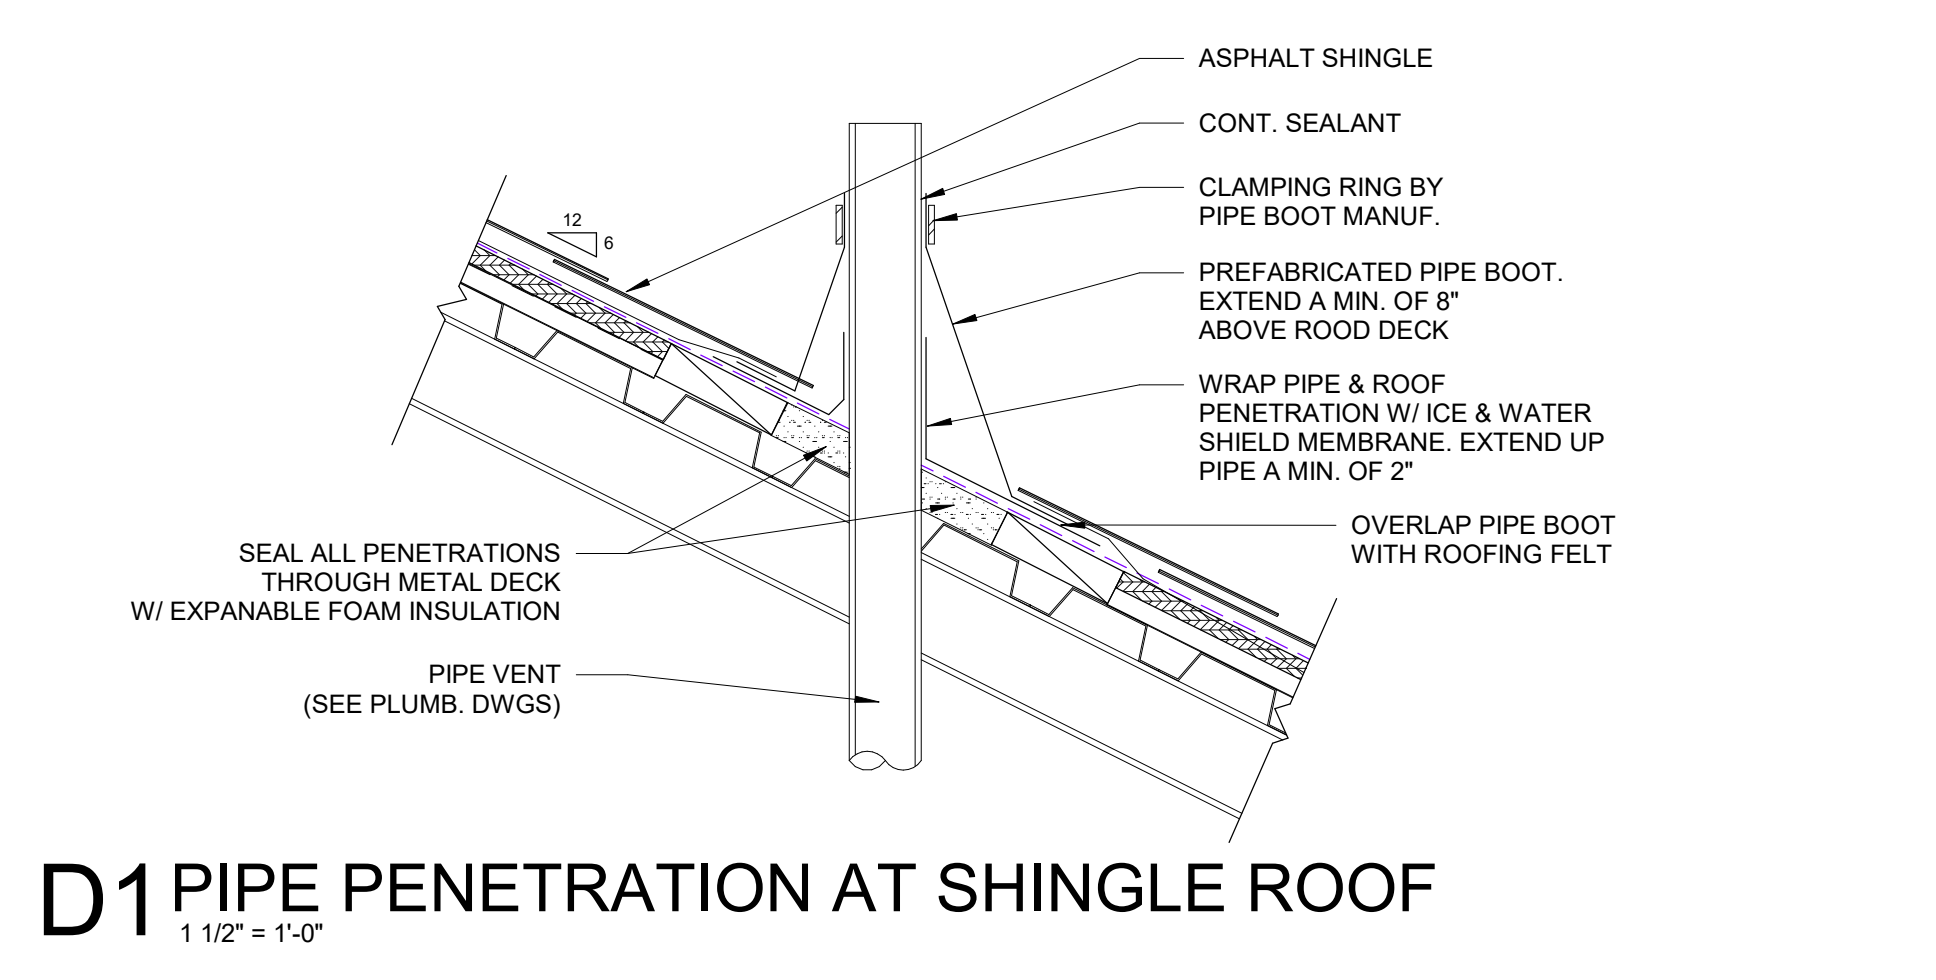 ASPHALT SHINGLE
CONT. SEALANT
CLAMPING RING BY
PIPE BOOT MANUF.
12
6
PREFABRICATED PIPE BOOT.
EXTEND A MIN. OF 8"
ABOVE ROOD DECK
WRAP PIPE & ROOF
PENETRATION W/ ICE & WATER
SHIELD MEMBRANE. EXTEND UP
PIPE A MIN. OF 2"
OVERLAP PIPE BOOT
WITH ROOFING FELT
SEAL ALL PENETRATIONS
THROUGH METAL DECK
W/ EXPANABLE FOAM INSULATION
PIPE VENT
(SEE PLUMB. DWGS)
D1 PIPE PENETRATION AT SHINGLE ROOF
1 1/2" = 1'-0"